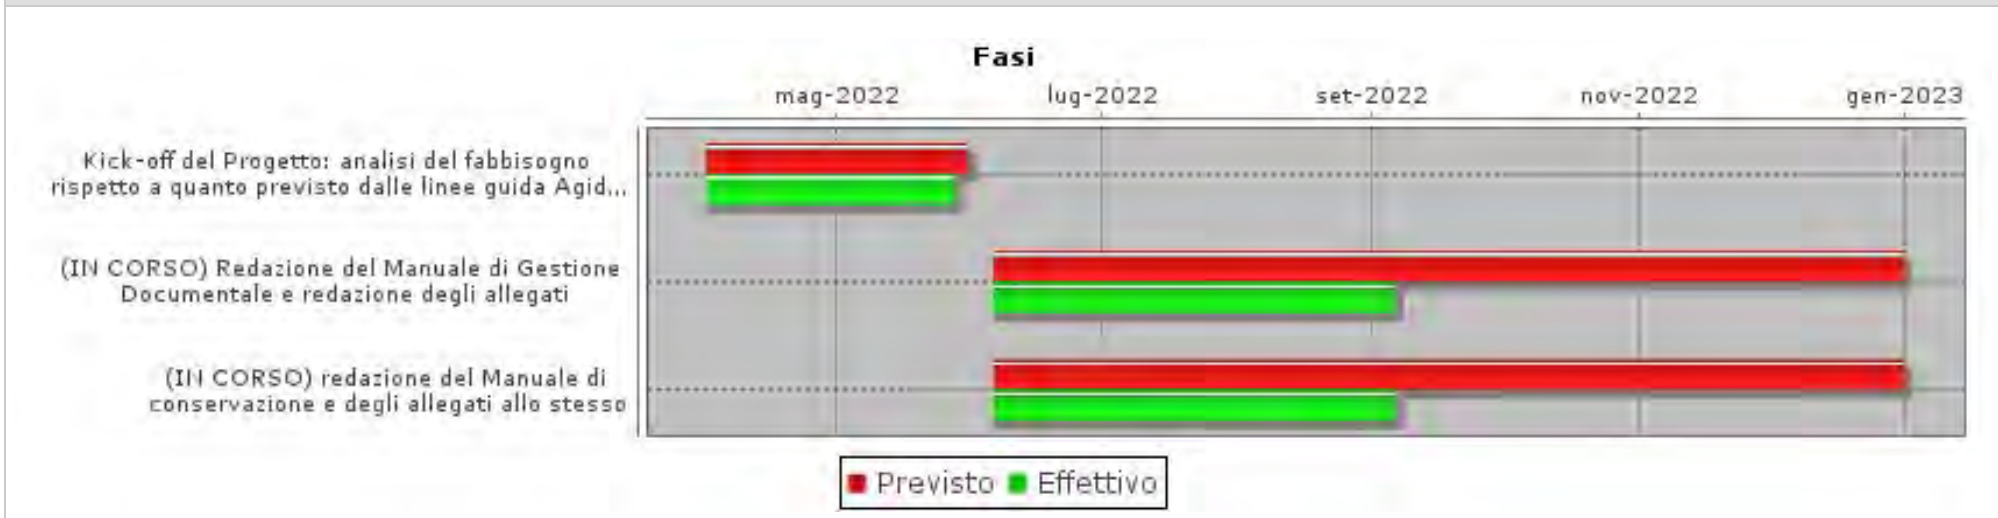 Fasi
mag-2022 lug-2022 set-2022 nov-2022 gen-2023
Kick-off del Progetto: analisi del fabbisogno
rispetto a quanto previsto dalle linee guida Agid...
(IN CORSO) Redazione del Manuale di Gestione
Documentale e redazione degli allegati
(IN CORSO) redazione del Manuale di
conservazione e degli allegati allo stesso
Previsto Effettivo